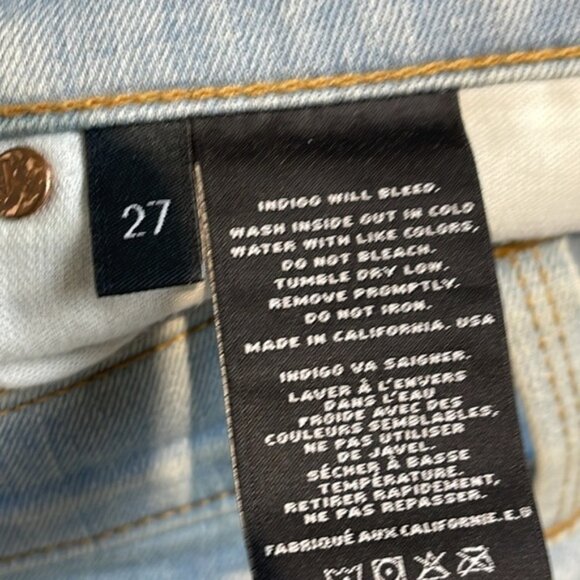 27
INDIGO WILL BLEED.
WASH INSIDE OUT IN COLD
WATER WITH LIKE COLORS,
DO NOT BLEACH.
TUMBLE DRY LOW.
REMOVE PROMPTLY.
DO NOT IRON.
MADE IN CALIFORNIA. USA
INDIGO VA SAIGNER.
LAVER À L'ENVERS
DANS L'EAU
FROIDE AVEC DES
COULEURS SEMBLABLES,
NE PAS UTILISER
DE JAVEL.
SÉCHER À BASSE
TEMPÉRATURE.
RETIRER RAPIDEMENT,
NE PAS REPASSER.
FABRIQUÉ AUX CALIFORNIE.